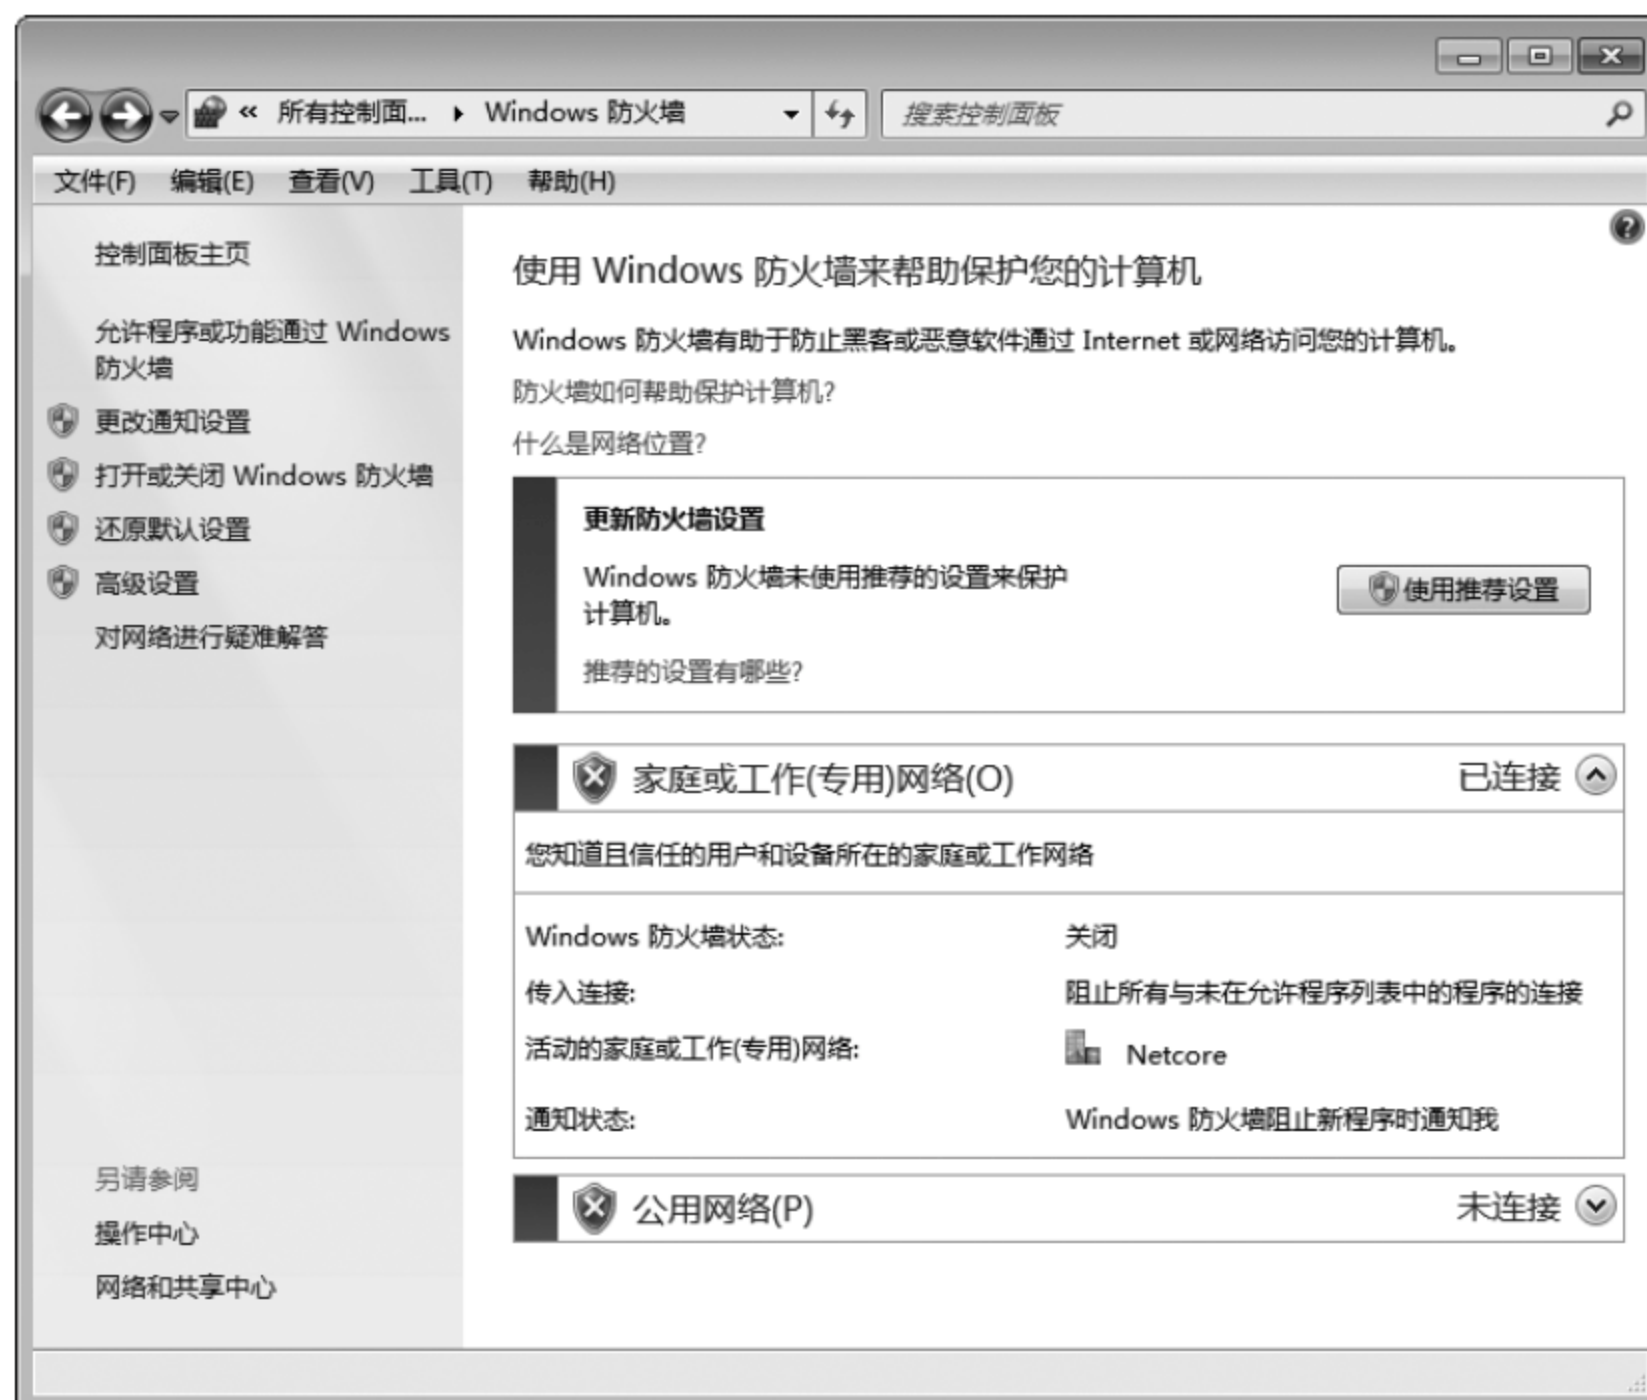 « 所有控制面... Windows 防火墙
搜索控制面板
文件(F) 编辑(E) 查看(V) 工具(T) 帮助(H)
控制面板主页
允许程序或功能通过 Windows
防火墙
更改通知设置
打开或关闭 Windows 防火墙
还原默认设置
高级设置
对网络进行疑难解答
另请参阅
操作中心
网络和共享中心
使用 Windows 防火墙来帮助保护您的计算机
Windows 防火墙有助于防止黑客或恶意软件通过 Internet 或网络访问您的计算机。
防火墙如何帮助保护计算机?
什么是网络位置?
更新防火墙设置
Windows 防火墙未使用推荐的设置来保护
计算机。
使用推荐设置
推荐的设置有哪些?
家庭或工作(专用)网络(O) 已连接
您知道且信任的用户和设备所在的家庭或工作网络
Windows 防火墙状态: 关闭
传入连接: 阻止所有与未在允许程序列表中的程序的连接
活动的家庭或工作(专用)网络: Netcore
通知状态: Windows 防火墙阻止新程序时通知我
公用网络(P) 未连接